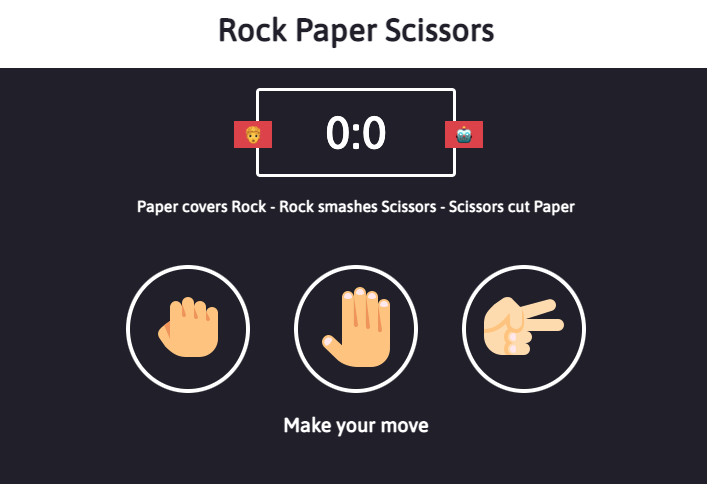 Rock Paper Scissors
0:0
Paper covers Rock - Rock smashes Scissors - Scissors cut Paper
Make your move